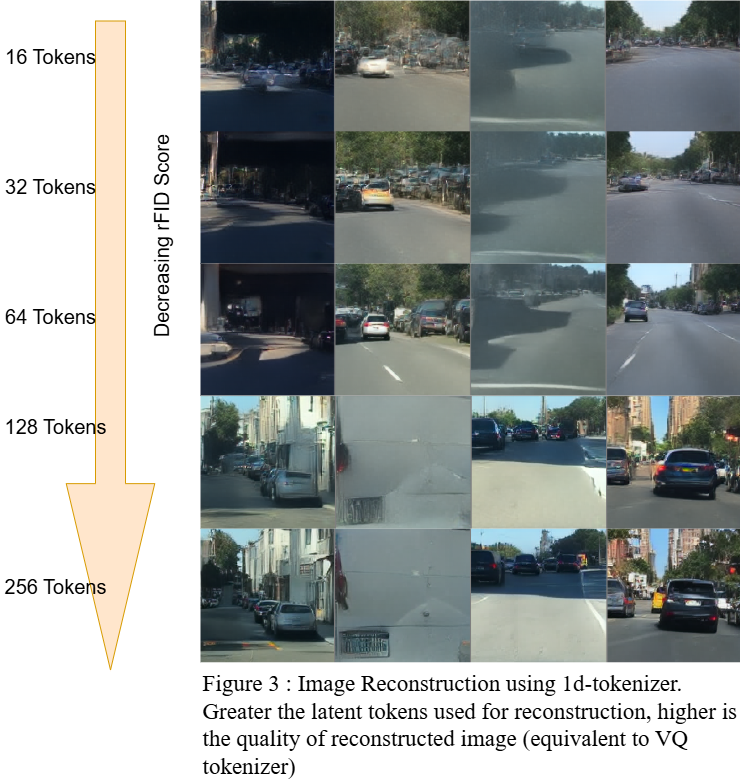 16 Tokens
32 Tokens
64 Tokens
128 Tokens
256 Tokens
Decreasing rFID Score
Figure 3 : Image Reconstruction using 1d-tokenizer.
Greater the latent tokens used for reconstruction, higher is
the quality of reconstructed image (equivalent to VQ
tokenizer)